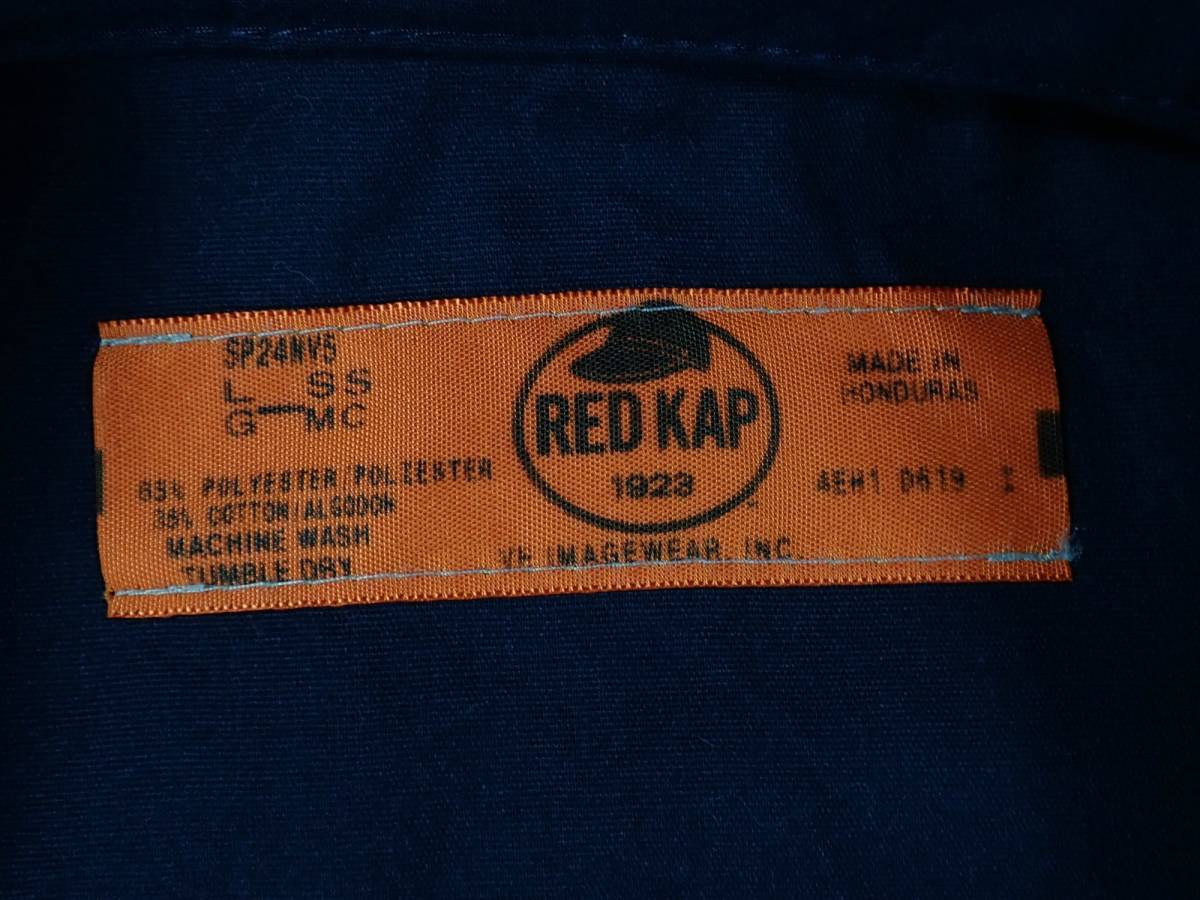 SP24NV5
L SS
G MC
65% POLYESTER/POLIESTER
35% COTTON/ALGODON
MACHINE WASH
TUMBLE DRY
RED KAP
1923
VF IMAGEWEAR, INC.
MADE IN
HONDURAS
4EH1 0619 I